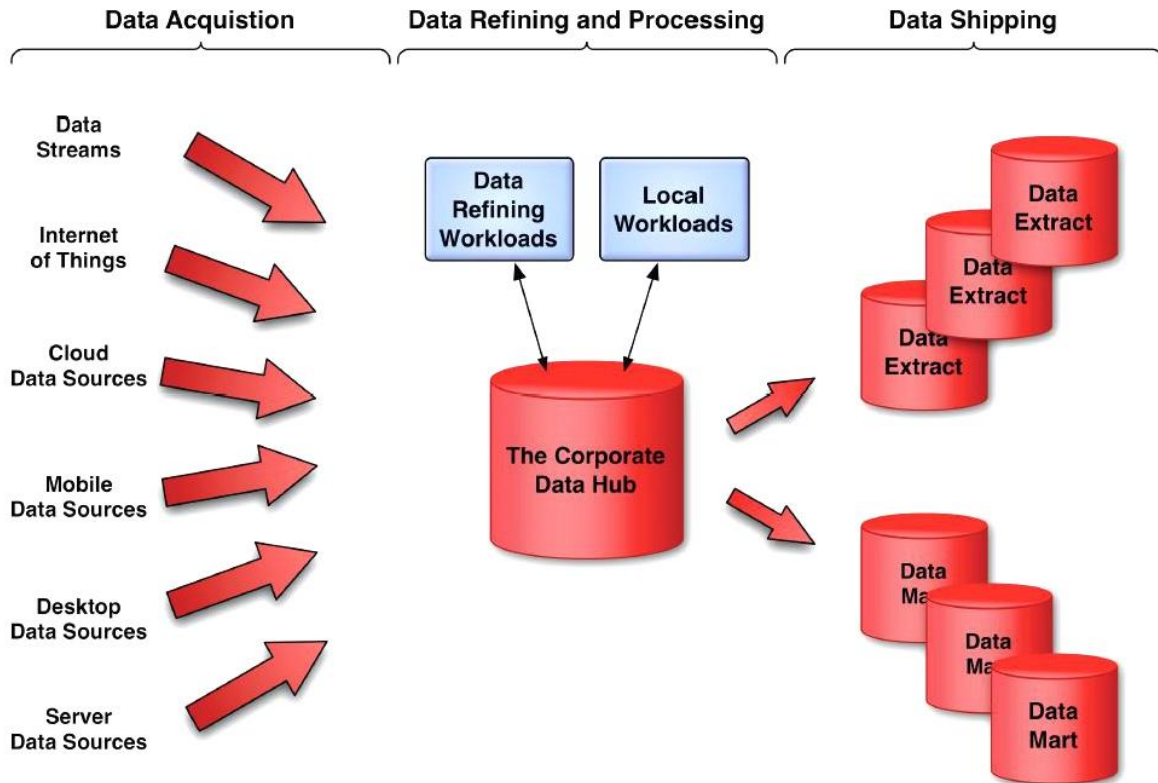 Data Acquistion
Data Refining and Processing
Data Shipping
Data
Streams
Internet
of Things
Cloud
Data Sources
Mobile
Data Sources
Desktop
Data Sources
Server
Data Sources
Data
Refining
Workloads
Local
Workloads
The Corporate
Data Hub
Data
Extract
Data
Extract
Data
Extract
Data
Ma
Data
Ma
Data
Mart